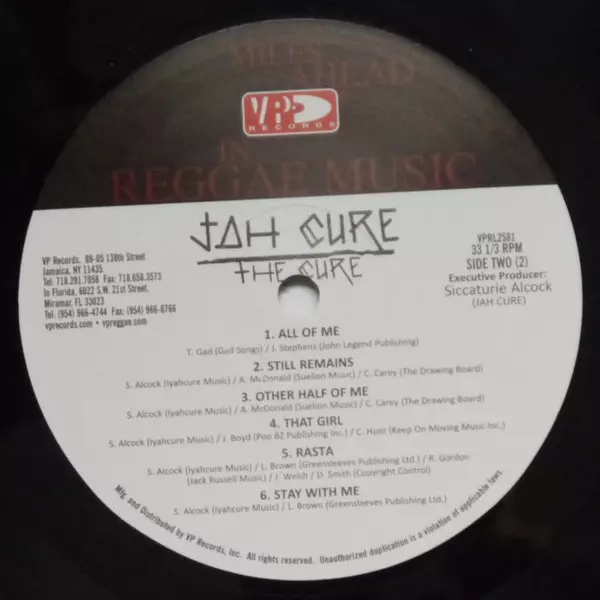 MILES
AHEAD
VP
RECORDS
IN
REGGAE MUSIC
JAH CURE
THE CURE
VP Records. 89-05 138th Street
Jamaica, NY 11435.
Tel: 718.291.7058 Fax: 718.658.3573
In Florida, 6022 S.W. 21st Street,
Miramar, FL 33023
Tel: (954) 966-4744 Fax: (954) 966-8766
vprecords.com • vpreggae.com
VPRL2581
33 1/3 RPM
SIDE TWO (2)
Executive Producer:
Siccaturie Alcock
(JAH CURE)
1. ALL OF ME
T. Gad (Gad Songs) / J. Stephens (John Legend Publishing)
2. STILL REMAINS
S. Alcock (Iyahcure Music) / A. McDonald (Suelion Music) / C. Carey (The Drawing Board)
3. OTHER HALF OF ME
S. Alcock (Iyahcure Music) / A. McDonald (Suelion Music) / C. Carey (The Drawing Board)
4. THAT GIRL
S. Alcock (Iyahcure Music) / J. Boyd (Poo BZ Publishing Inc.) / C. Hunt (Keep On Moving Music Inc.)
5. RASTA
S. Alcock (Iyahcure Music) / L. Brown (Greensleeves Publishing Ltd.) / R. Gordon
(Jack Russell Music) / I. Welsh / D. Smith (Copyright Control)
6. STAY WITH ME
S. Alcock (Iyahcure Music) / L. Brown (Greensleeves Publishing Ltd.)
Mfg. and Distributed by VP Records, Inc. All rights reserved. Unauthorized duplication is a violation of applicable laws.